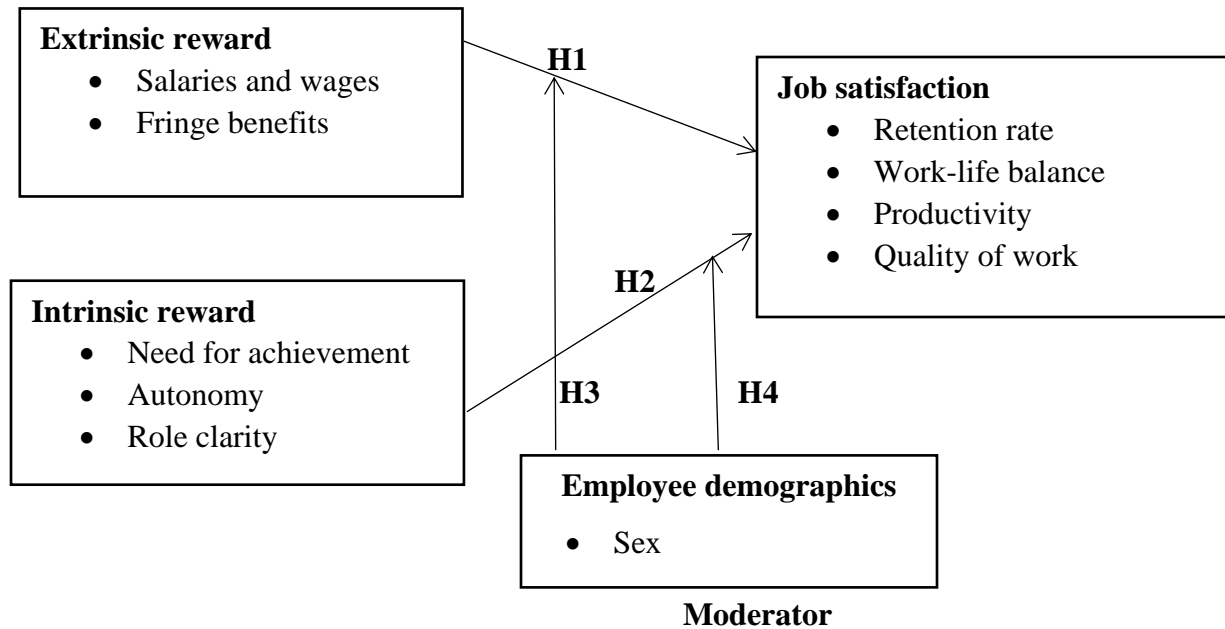 Extrinsic reward
• Salaries and wages
• Fringe benefits
H1
Job satisfaction
• Retention rate
• Work-life balance
• Productivity
• Quality of work
H2
Intrinsic reward
• Need for achievement
• Autonomy
• Role clarity
H3
H4
Employee demographics
• Sex
Moderator